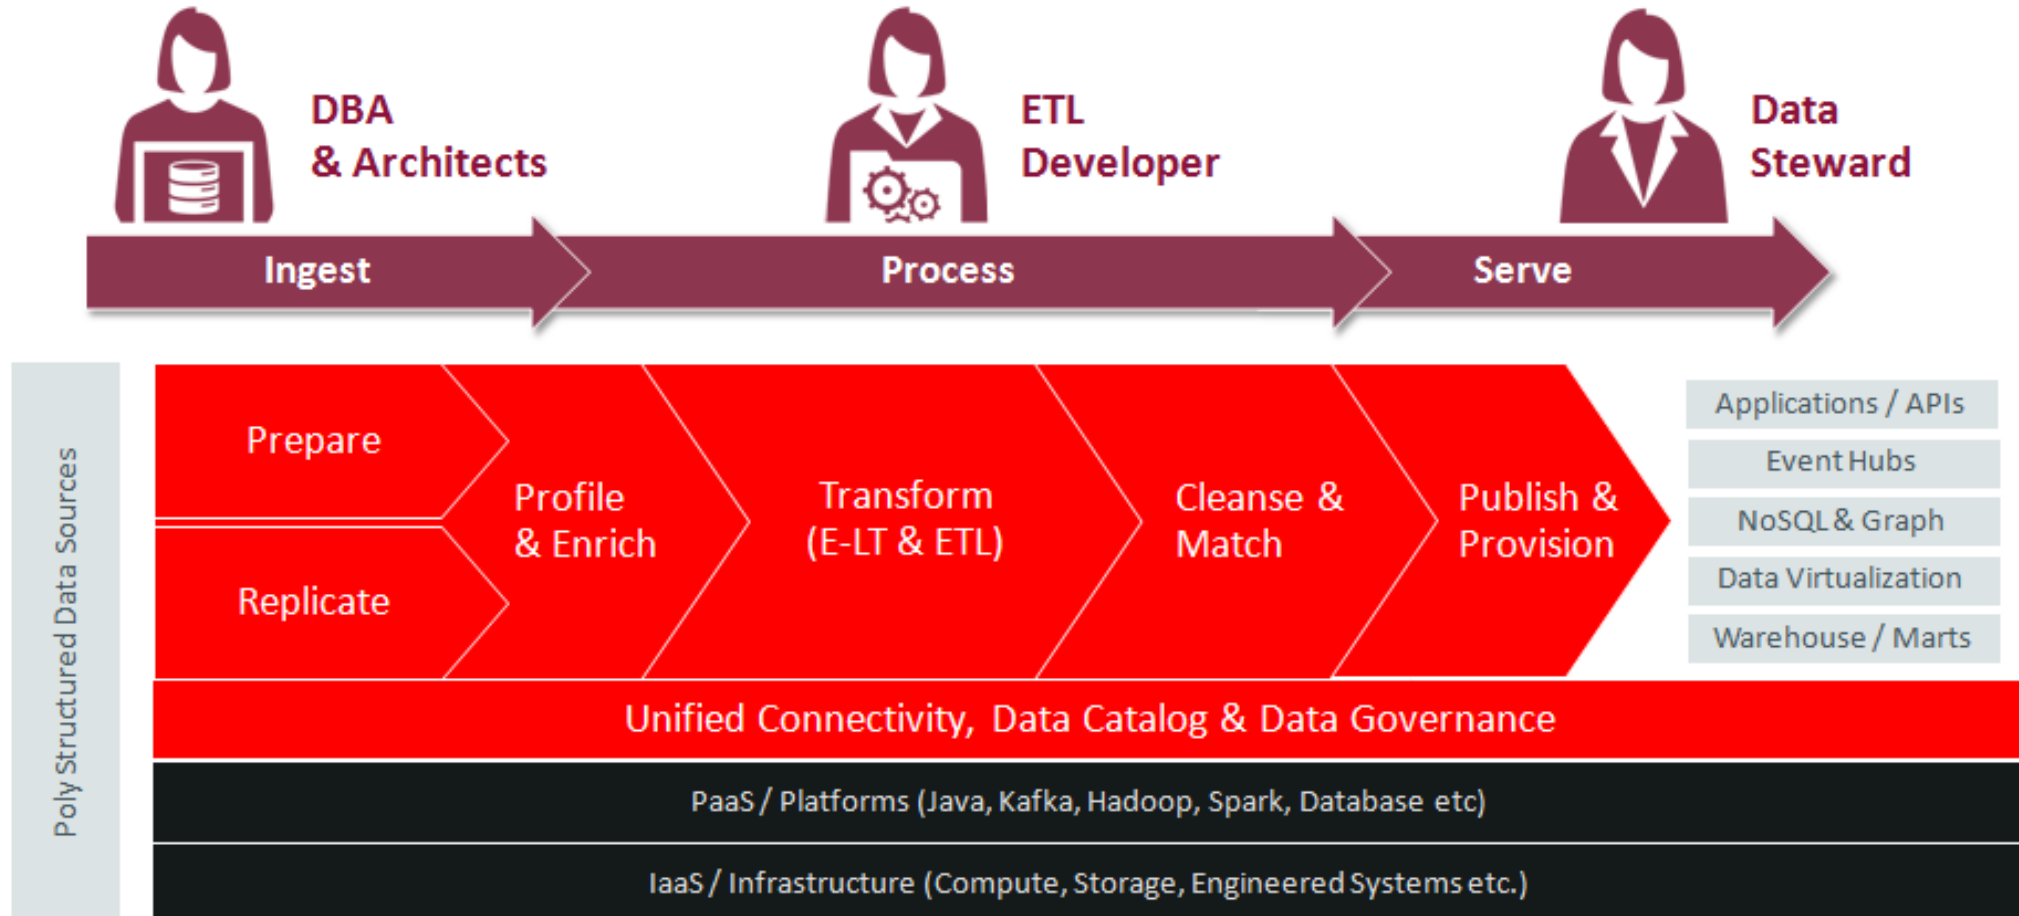 DBA
& Architects
ETL
Developer
Data
Steward
Ingest
Process
Serve
Poly Structured Data Sources
Prepare
Replicate
Profile
& Enrich
Transform
(E-LT & ETL)
Cleanse &
Match
Publish &
Provision
Applications / APIs
Event Hubs
NoSQL & Graph
Data Virtualization
Warehouse / Marts
Unified Connectivity, Data Catalog & Data Governance
PaaS / Platforms (Java, Kafka, Hadoop, Spark, Database etc)
IaaS / Infrastructure (Compute, Storage, Engineered Systems etc.)